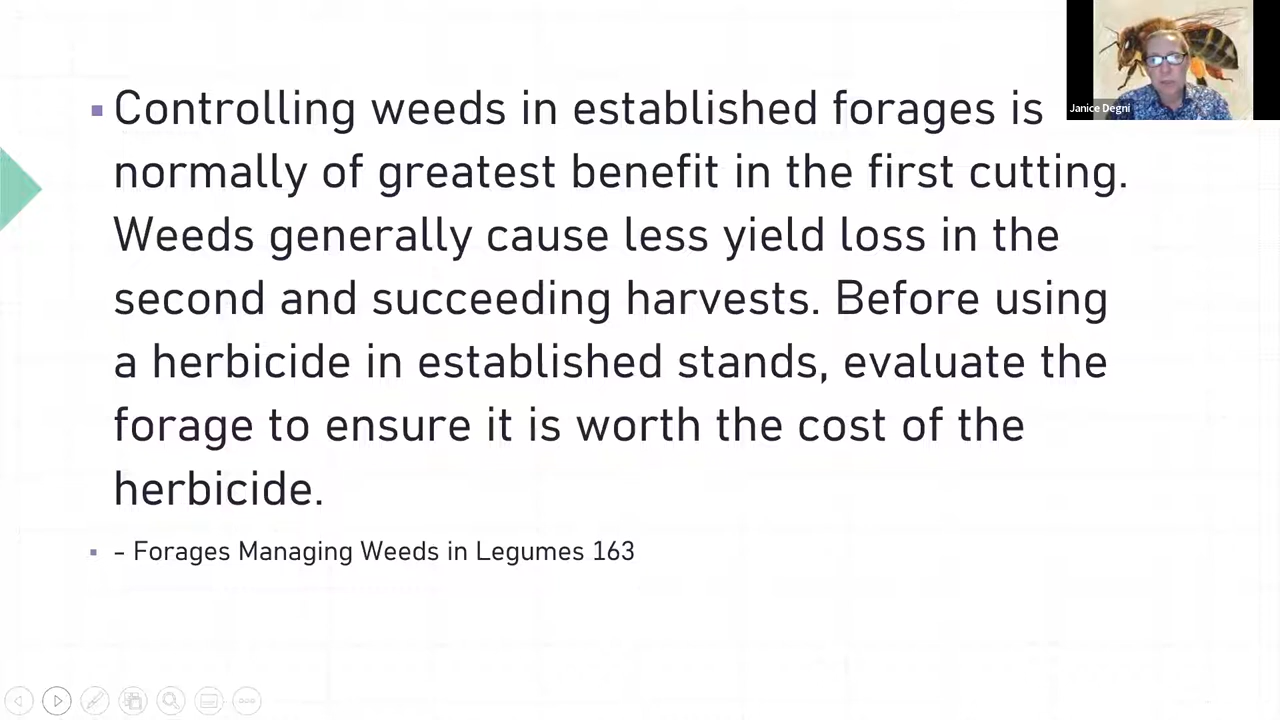 Controlling weeds in established forages is
normally of greatest benefit in the first cutting.
Weeds generally cause less yield loss in the
second and succeeding harvests. Before using
a herbicide in established stands, evaluate the
forage to ensure it is worth the cost of the
herbicide.
– Forages Managing Weeds in Legumes 163
Janice Degni